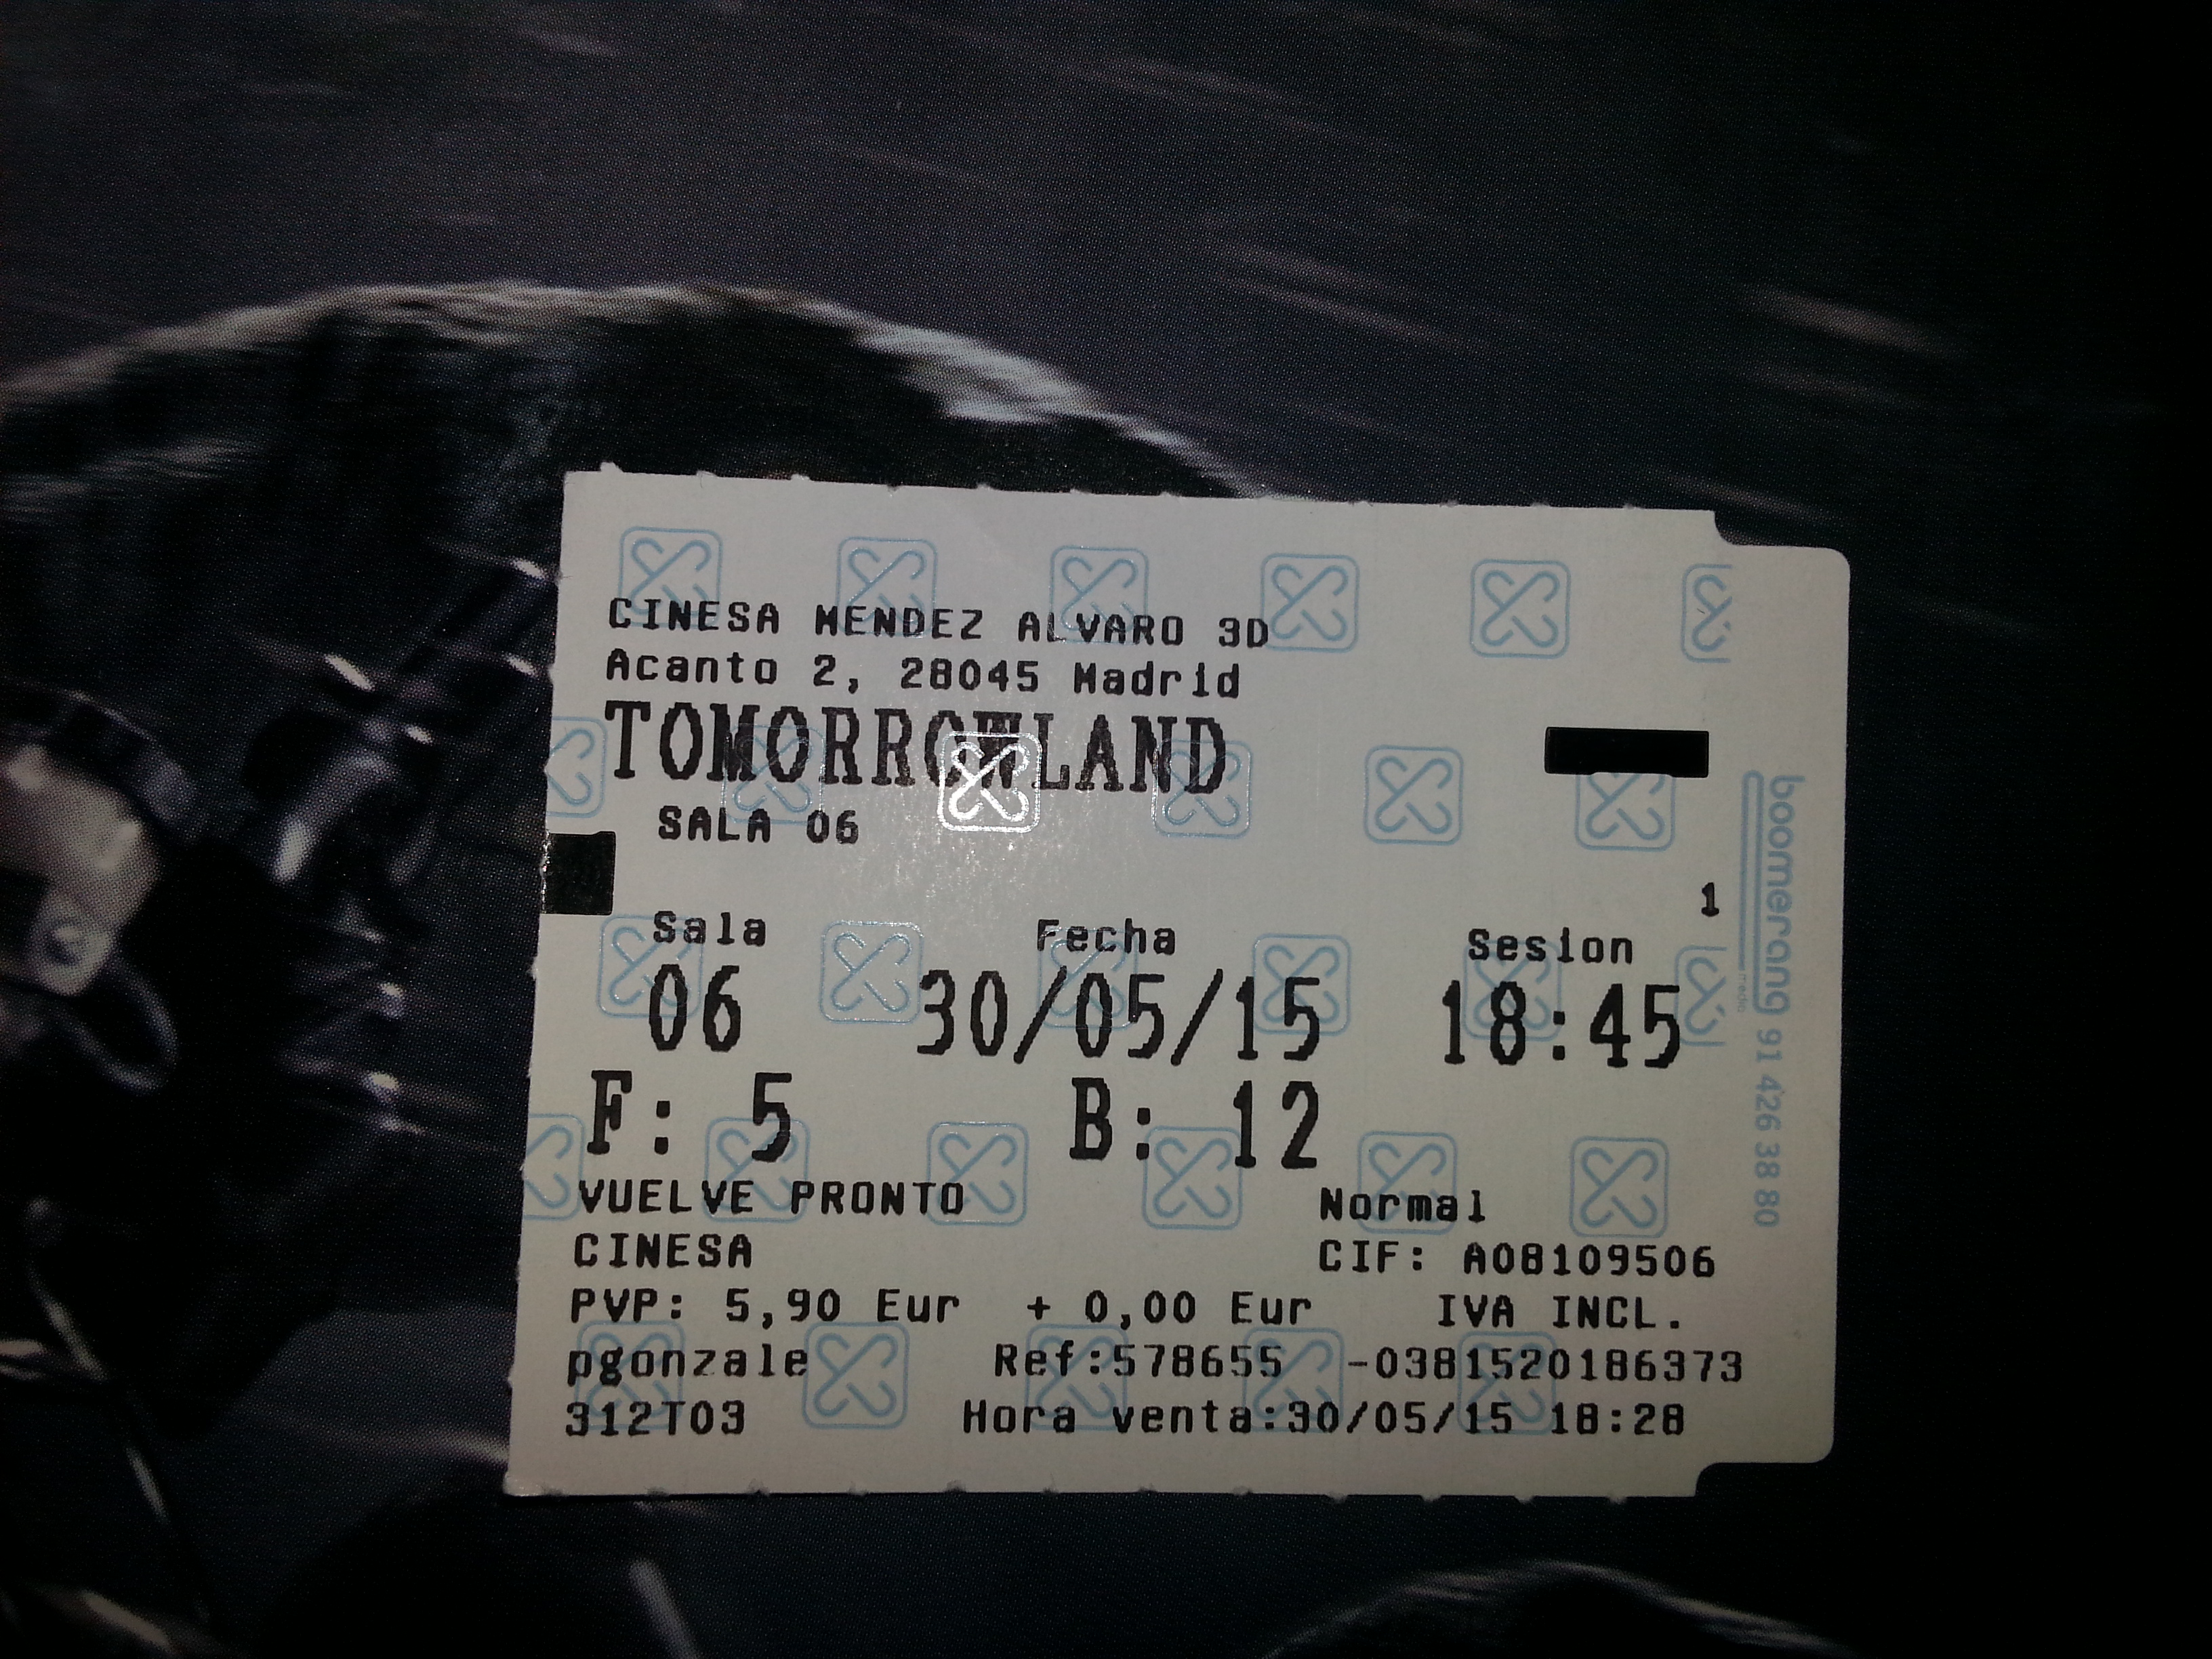 CINESA MENDEZ ALVARO 3D
Acanto 2, 28045 Madrid
TOMORROWLAND
SALA 06
1
Sala Fecha Sesion
06 30/05/15 18:45
F: 5 B: 12
VUELVE PRONTO Normal
CINESA CIF: A08109506
PVP: 5,90 Eur + 0,00 Eur IVA INCL.
pgonzale Ref:578655 -0381520186373
312T03 Hora venta:30/05/15 18:28
boomerang 91 426 38 80